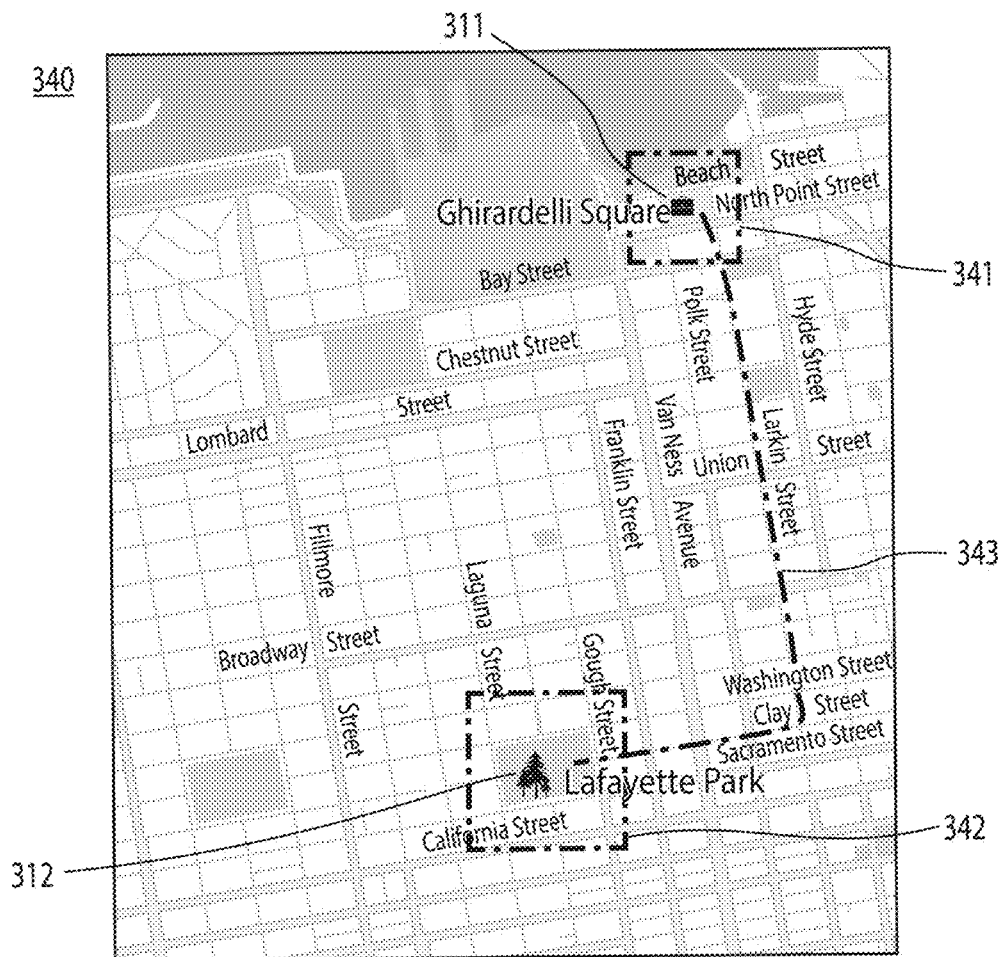 311
340
Beach Street
North Point Street
Ghirardelli Square
341
Bay Street
Polk Street
Hyde Street
Chestnut Street
Street
Lombard
Franklin Street
Van Ness
Avenue
Union
Larkin
Street
Street
343
Fillmore
Street
Laguna
Street
Gough Street
Broadway Street
Washington Street
Clay Street
Sacramento Street
Lafayette Park
California Street
342
312